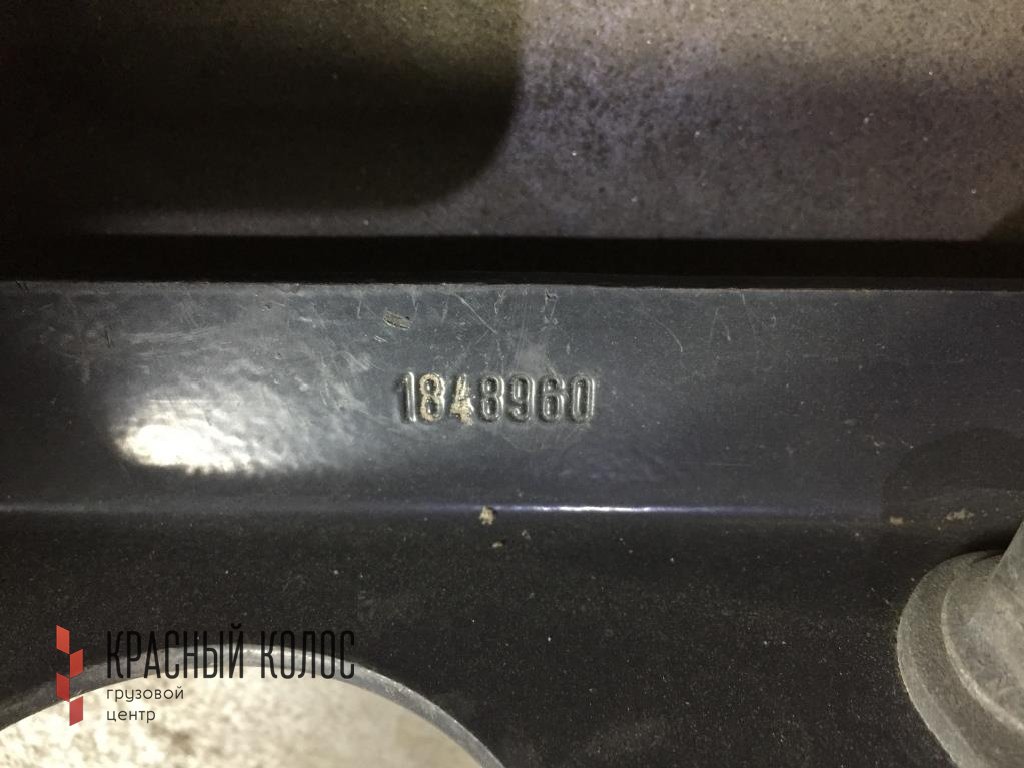 1848960
КРАСНЫЙ КОЛОС
грузовой
центр